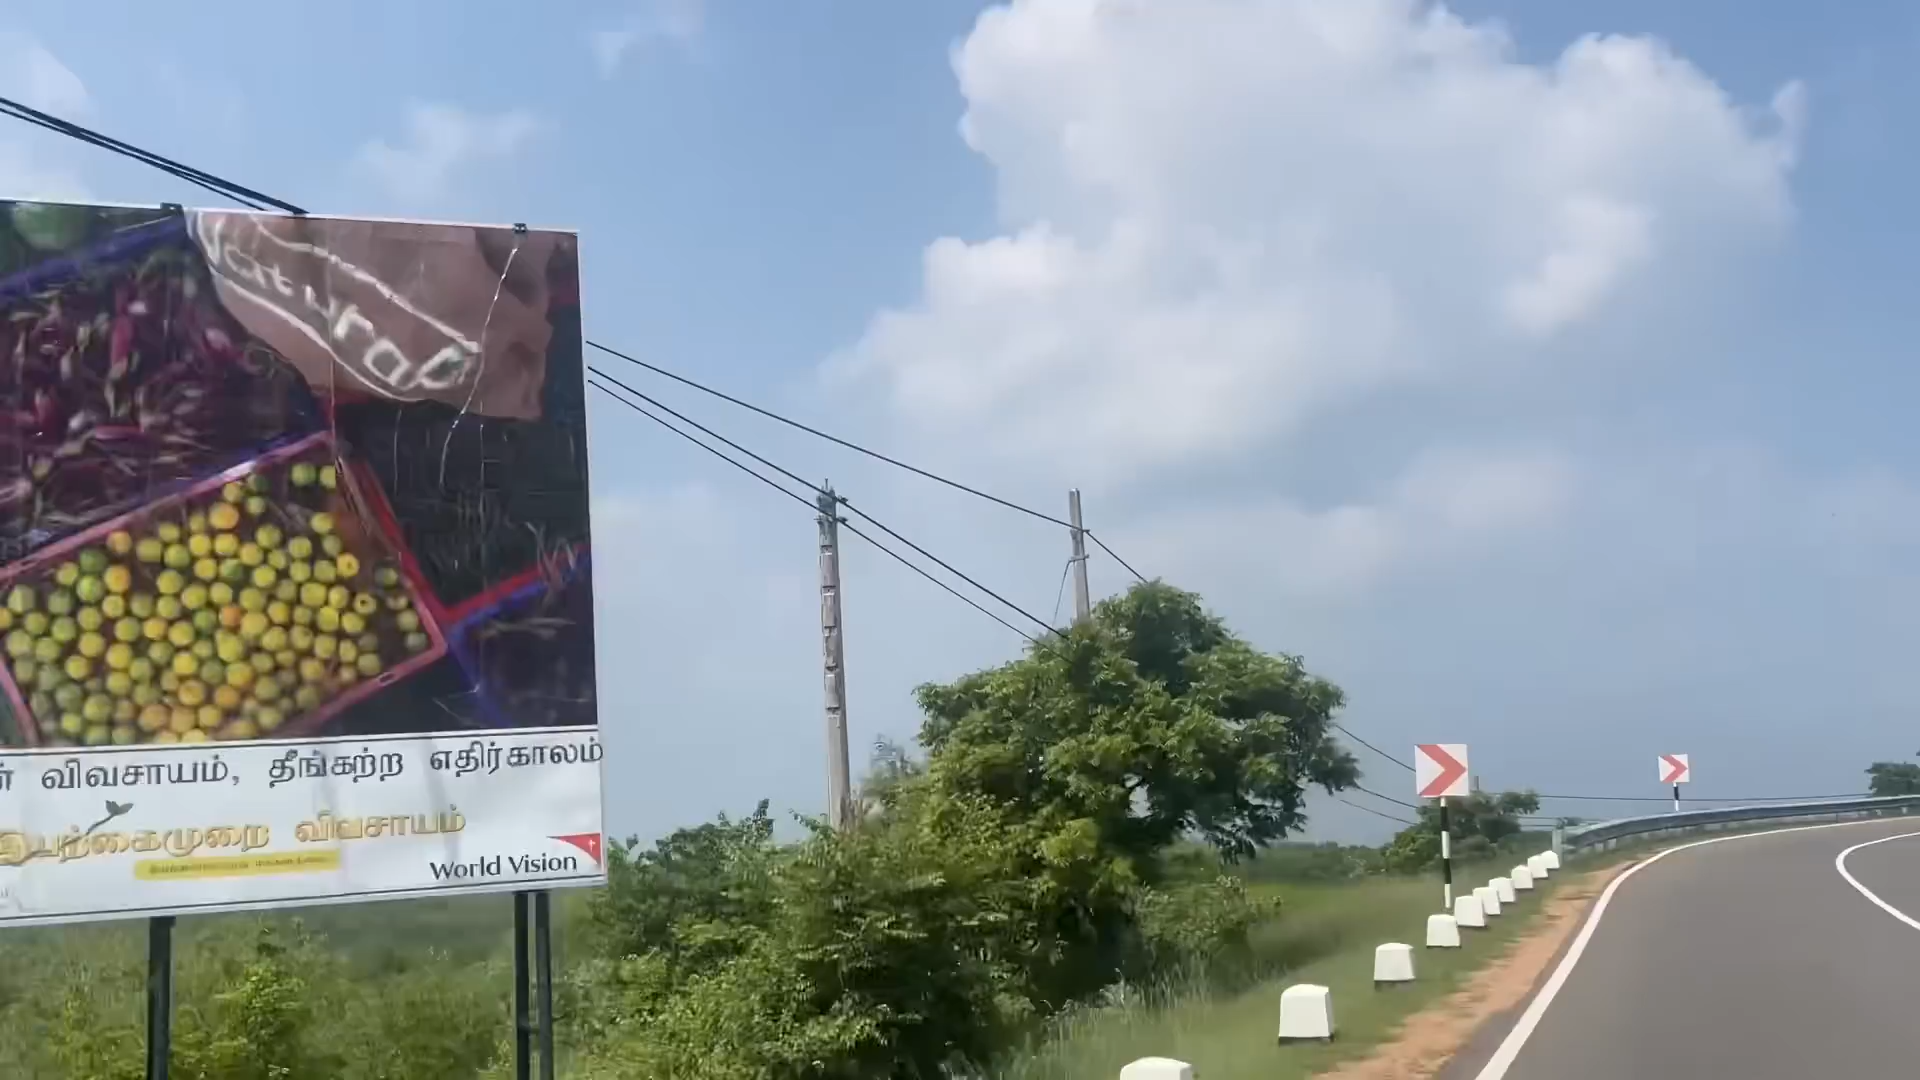 Natural
விவசாயம், தீங்கற்ற எதிர்காலம்
இயற்கைமுறை விவசாயம்
World Vision